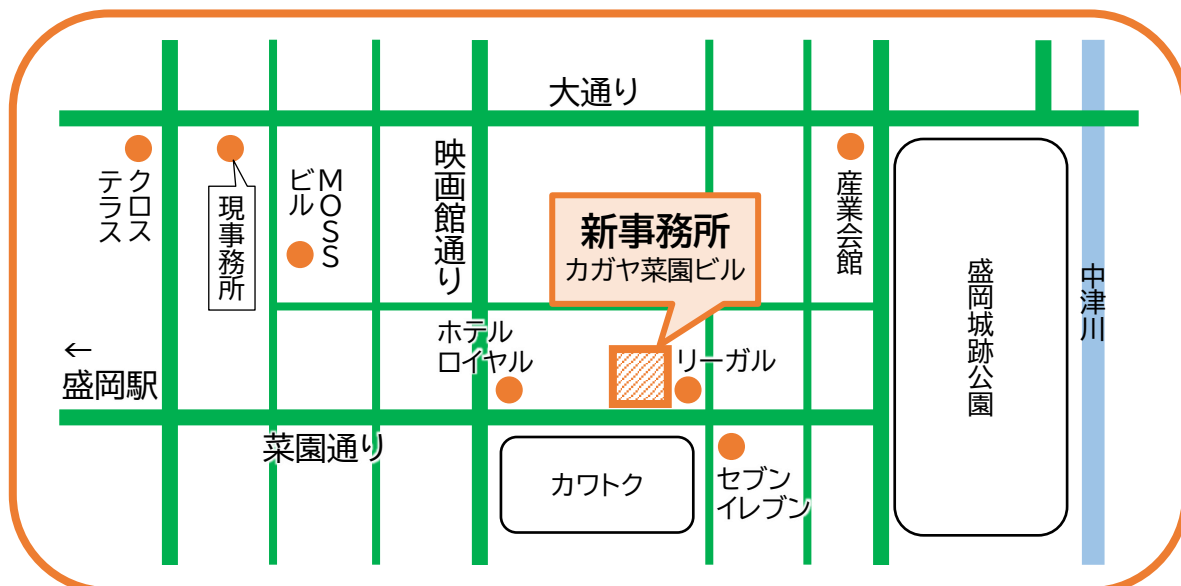 大通り
クロス
テラス
現事務所
MOSS
ビル
映画館通り
新事務所
カガヤ菜園ビル
産業会館
盛岡城跡公園
中津川
←
盛岡駅
ホテル
ロイヤル
リーガル
菜園通り
カワトク
セブン
イレブン